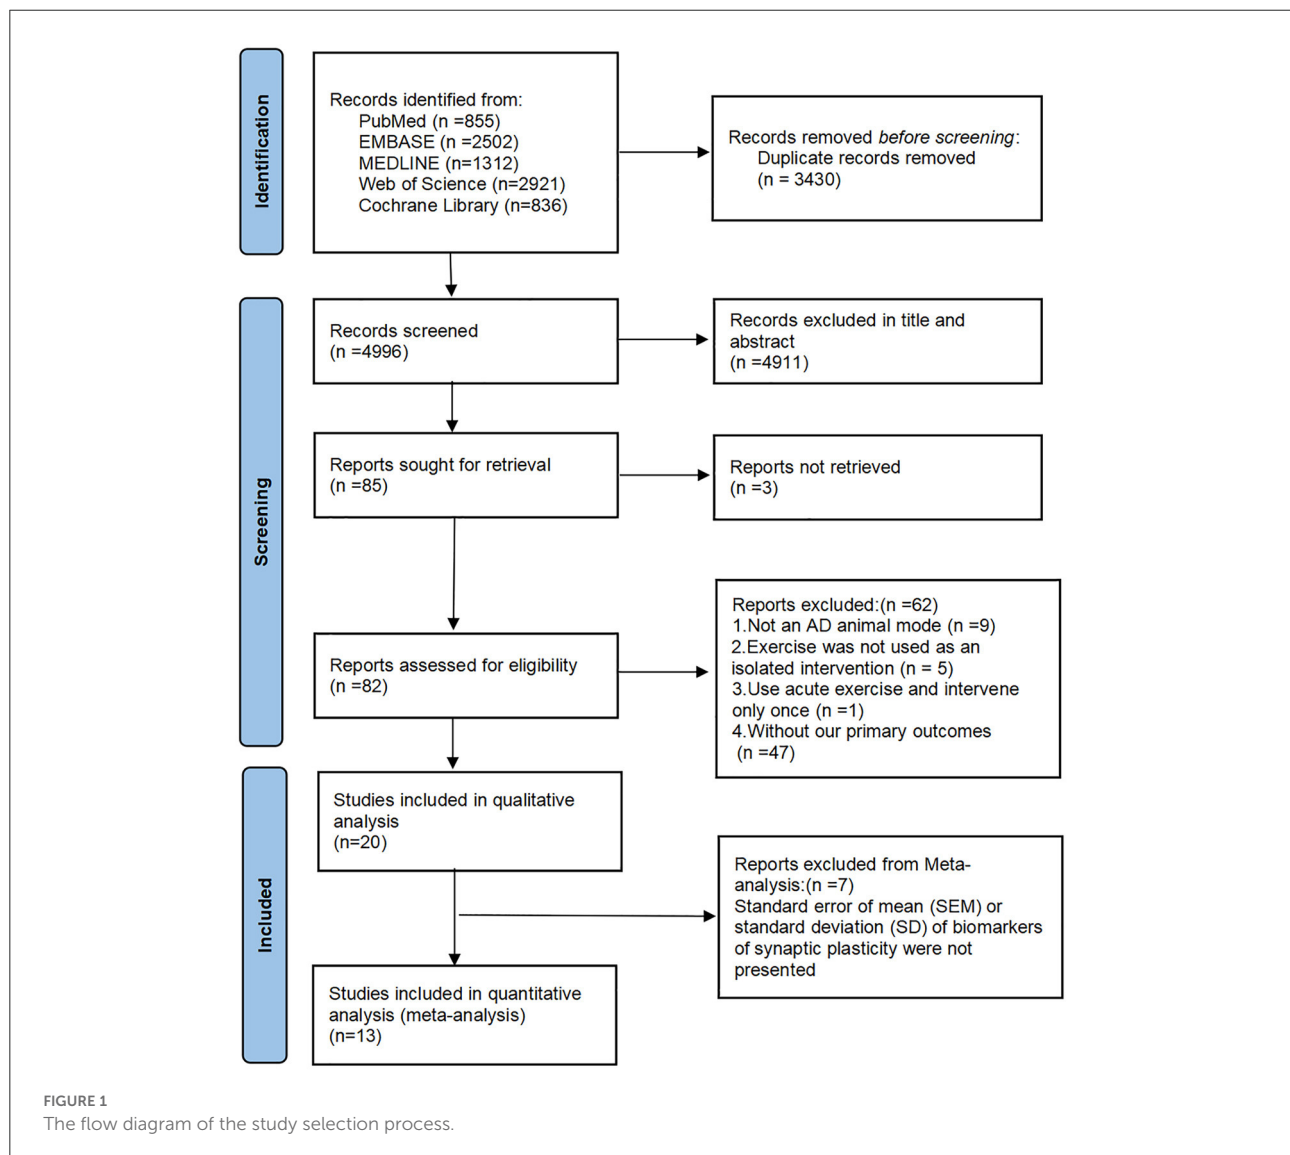 Identification
Records identified from:
PubMed (n =855)
EMBASE (n =2502)
MEDLINE (n=1312)
Web of Science (n=2921)
Cochrane Library (n=836)
Records removed before screening:
Duplicate records removed
(n = 3430)
Screening
Records screened
(n =4996)
Records excluded in title and
abstract
(n =4911)
Reports sought for retrieval
(n =85)
Reports not retrieved
(n =3)
Reports assessed for eligibility
(n =82)
Reports excluded:(n =62)
1.Not an AD animal mode (n =9)
2.Exercise was not used as an
isolated intervention (n = 5)
3.Use acute exercise and intervene
only once (n =1)
4.Without our primary outcomes
(n =47)
Included
Studies included in qualitative
analysis
(n=20)
Reports excluded from Meta-
analysis:(n =7)
Standard error of mean (SEM) or
standard deviation (SD) of biomarkers
of synaptic plasticity were not
presented
Studies included in quantitative
analysis (meta-analysis)
(n=13)
FIGURE 1
The flow diagram of the study selection process.